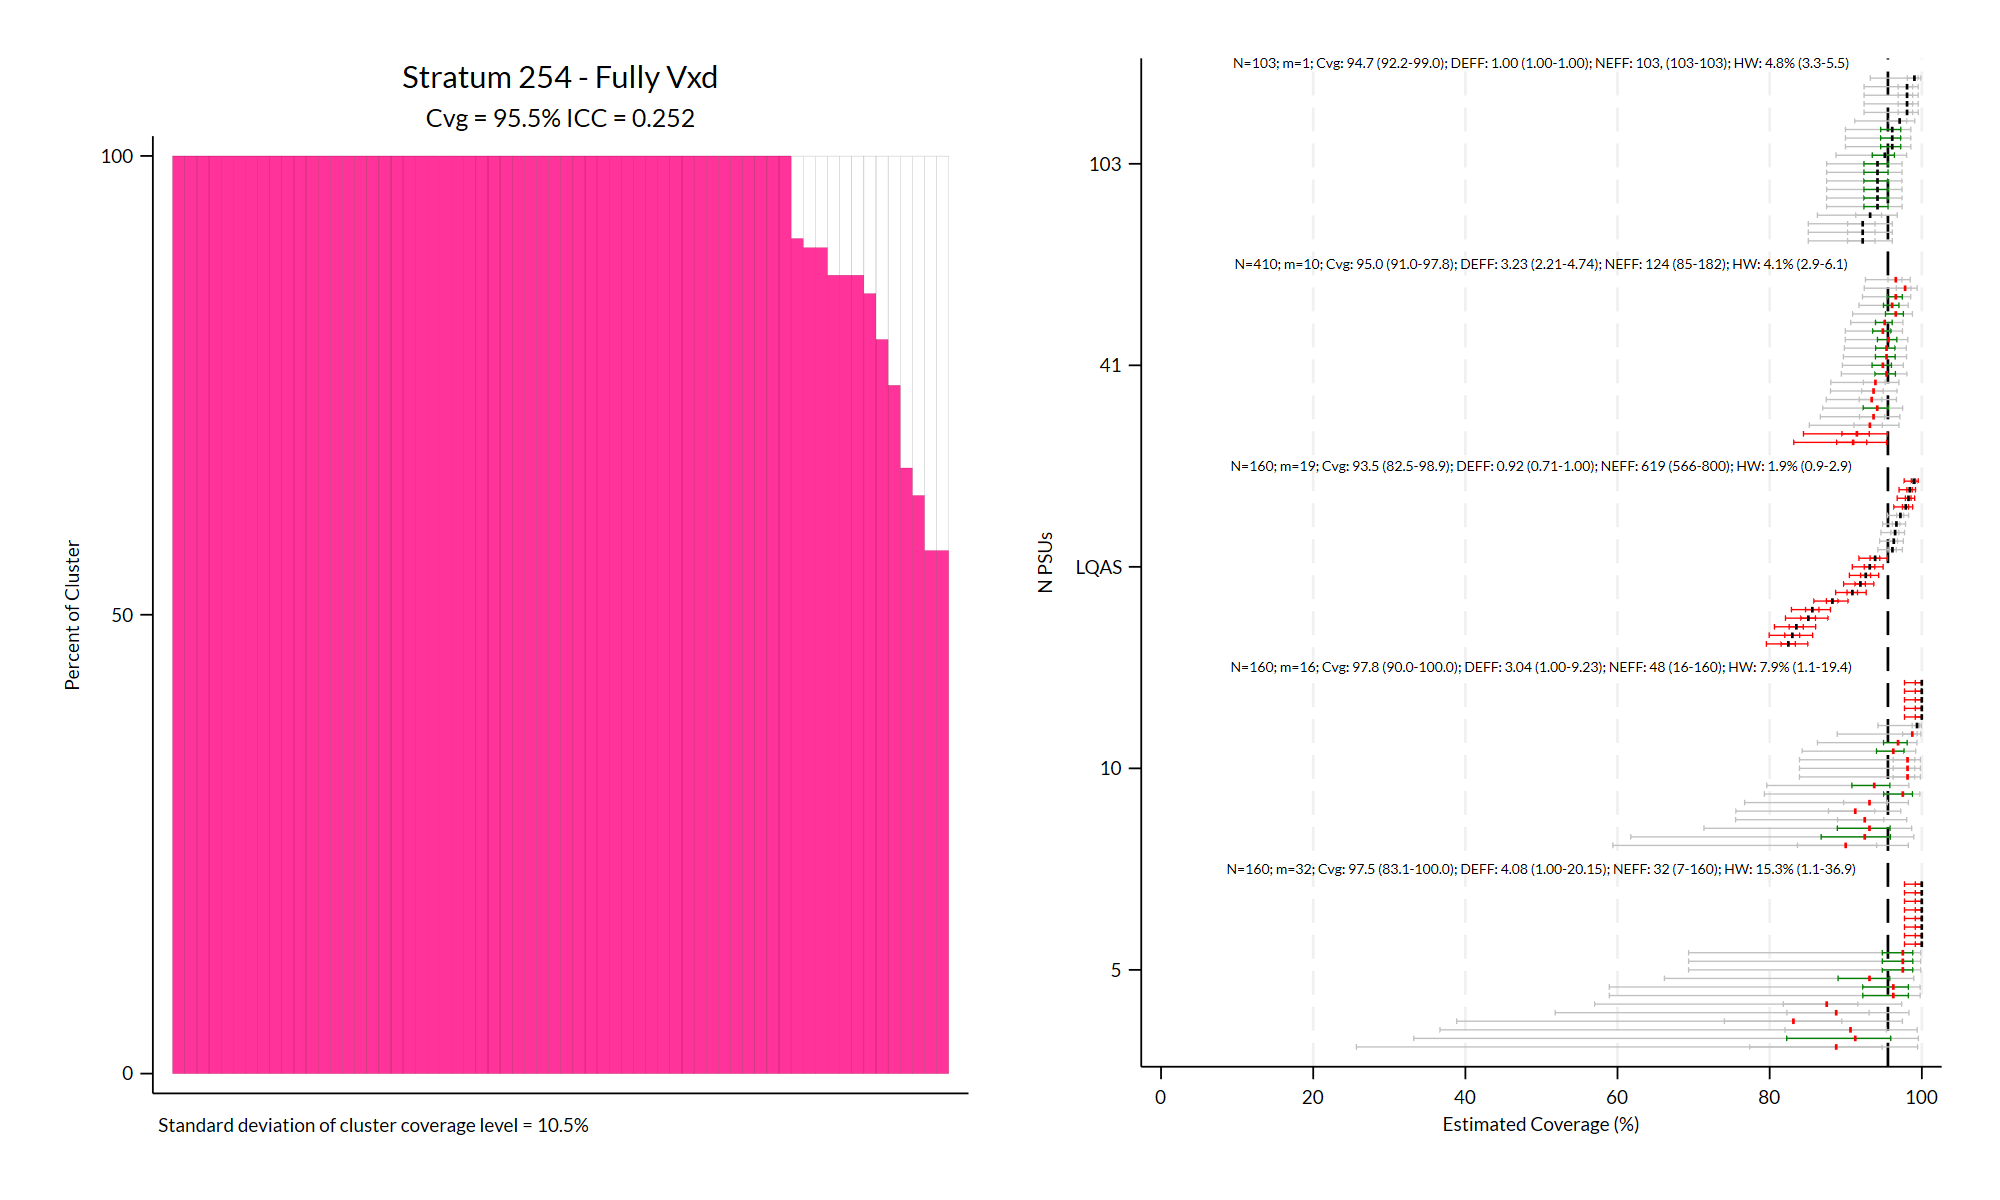 Stratum 254 - Fully Vxd
Cvg = 95.5% ICC = 0.252
100
50
0
Percent of Cluster
Standard deviation of cluster coverage level = 10.5%
N=103; m=1; Cvg: 94.7 (92.2-99.0); DEFF: 1.00 (1.00-1.00); NEFF: 103, (103-103); HW: 4.8% (3.3-5.5)
103
N=410; m=10; Cvg: 95.0 (91.0-97.8); DEFF: 3.23 (2.21-4.74); NEFF: 124 (85-182); HW: 4.1% (2.9-6.1)
41
N=160; m=19; Cvg: 93.5 (82.5-98.9); DEFF: 0.92 (0.71-1.00); NEFF: 619 (566-800); HW: 1.9% (0.9-2.9)
LQAS
N=160; m=16; Cvg: 97.8 (90.0-100.0); DEFF: 3.04 (1.00-9.23); NEFF: 48 (16-160); HW: 7.9% (1.1-19.4)
10
N=160; m=32; Cvg: 97.5 (83.1-100.0); DEFF: 4.08 (1.00-20.15); NEFF: 32 (7-160); HW: 15.3% (1.1-36.9)
5
N PSUs
0 20 40 60 80 100
Estimated Coverage (%)